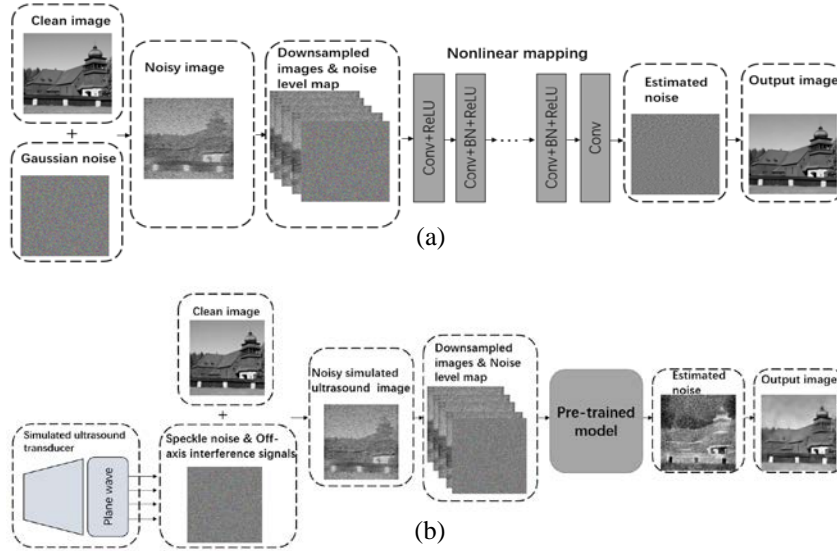 Clean image
+
Gaussian noise
Noisy image
Downsampled
images & noise
level map
Nonlinear mapping
Conv+ReLU
Conv+BN+ReLU
......
Conv+BN+ReLU
Conv
Estimated
noise
Output image
(a)
Simulated ultrasound
transducer
Plane wave
Clean image
+
Speckle noise & Off-
axis interference signals
Noisy simulated
ultrasound image
Downsampled
images & Noise
level map
Pre-trained
model
Estimated
noise
Output image
(b)